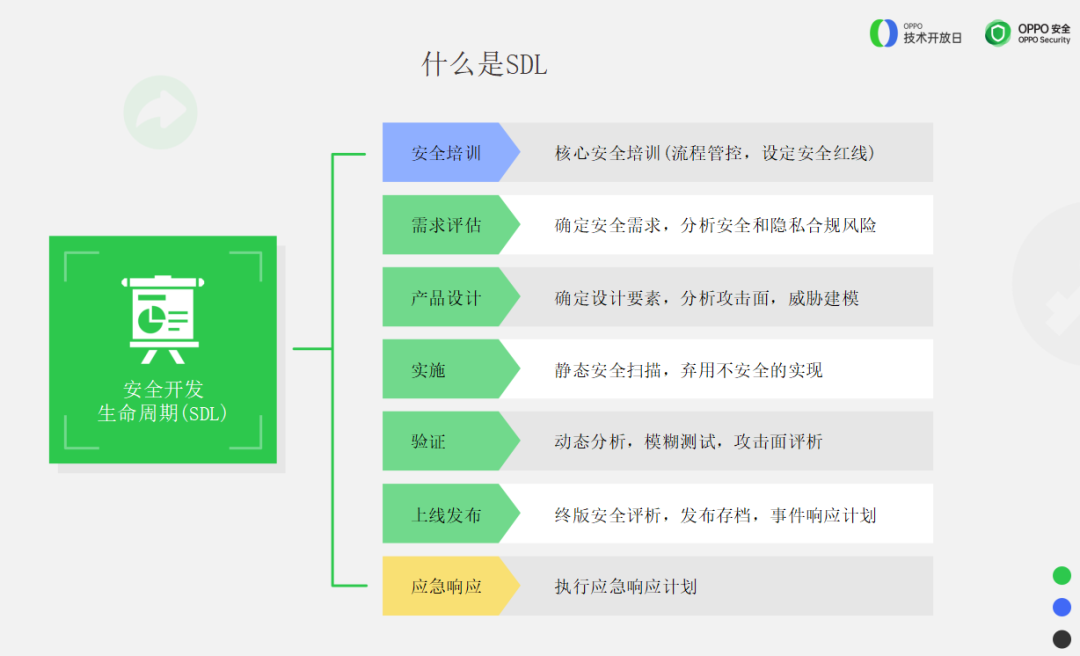 OPPO
技术开放日
OPPO 安全
OPPO Security
什么是SDL
安全开发
生命周期(SDL)
安全培训
核心安全培训(流程管控，设定安全红线)
需求评估
确定安全需求，分析安全和隐私合规风险
产品设计
确定设计要素，分析攻击面，威胁建模
实施
静态安全扫描，弃用不安全的实现
验证
动态分析，模糊测试，攻击面评析
上线发布
终版安全评析，发布存档，事件响应计划
应急响应
执行应急响应计划